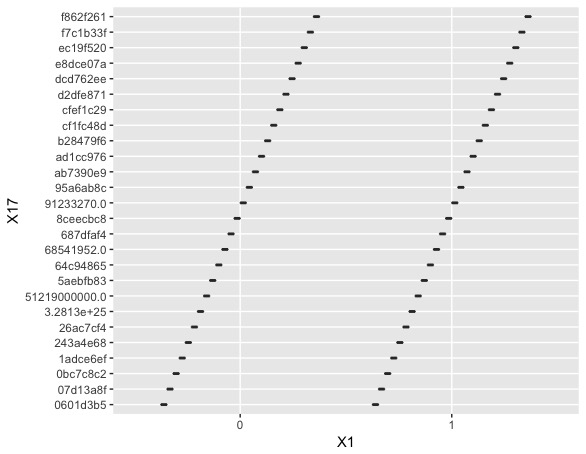 f862f261
f7c1b33f
ec19f520
e8dce07a
dcd762ee
d2dfe871
cfef1c29
cf1fc48d
b28479f6
ad1cc976
ab7390e9
95a6ab8c
91233270.0
8ceecbc8
687dfaf4
68541952.0
64c94865
5aebfb83
51219000000.0
3.2813e+25
26ac7cf4
243a4e68
1adce6ef
0bc7c8c2
07d13a8f
0601d3b5
X17
0 1
X1